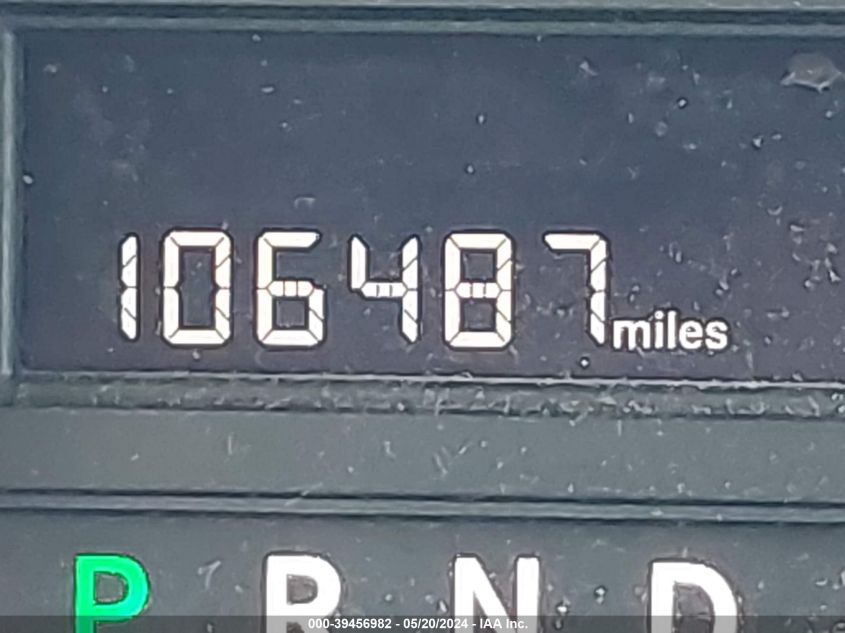 106487 miles
P R N D
000-39456982 - 05/20/2024 - IAA Inc.